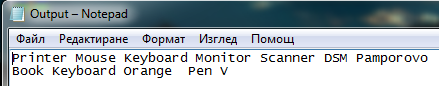 Output – Notepad
Файл Редактиране Формат Изглед Помощ
Printer Mouse Keyboard Monitor Scanner DSM Pamporovo
Book Keyboard Orange  Pen V